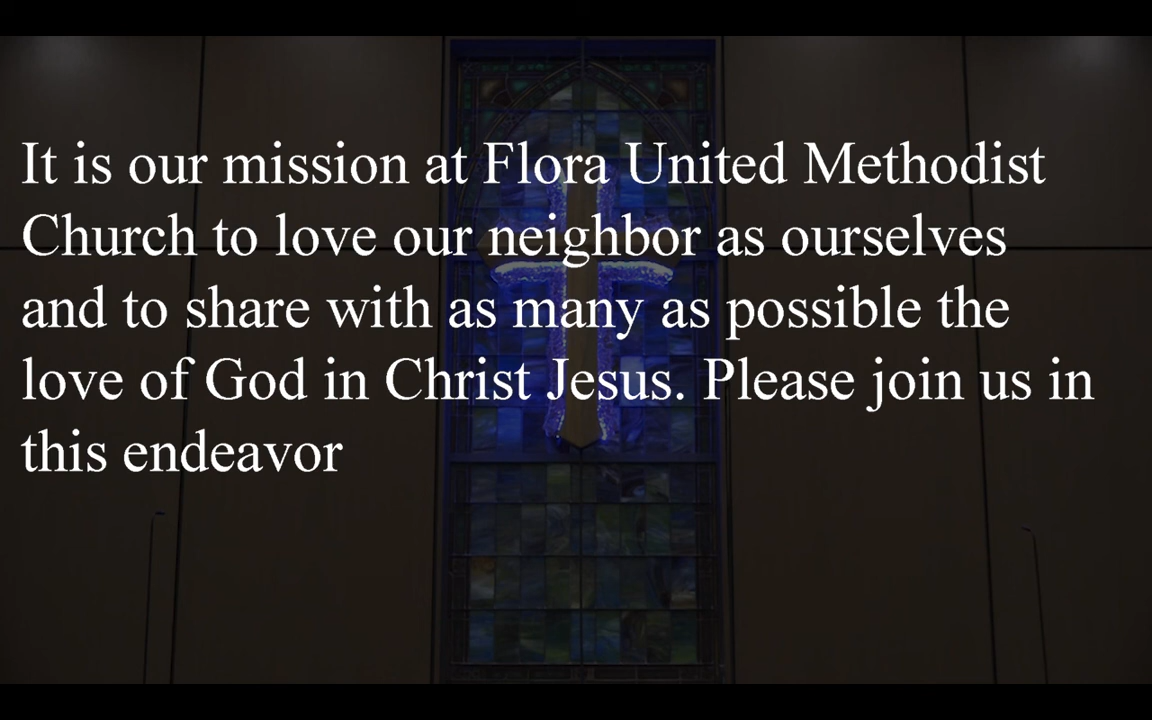 It is our mission at Flora United Methodist
Church to love our neighbor as ourselves
and to share with as many as possible the
love of God in Christ Jesus. Please join us in
this endeavor